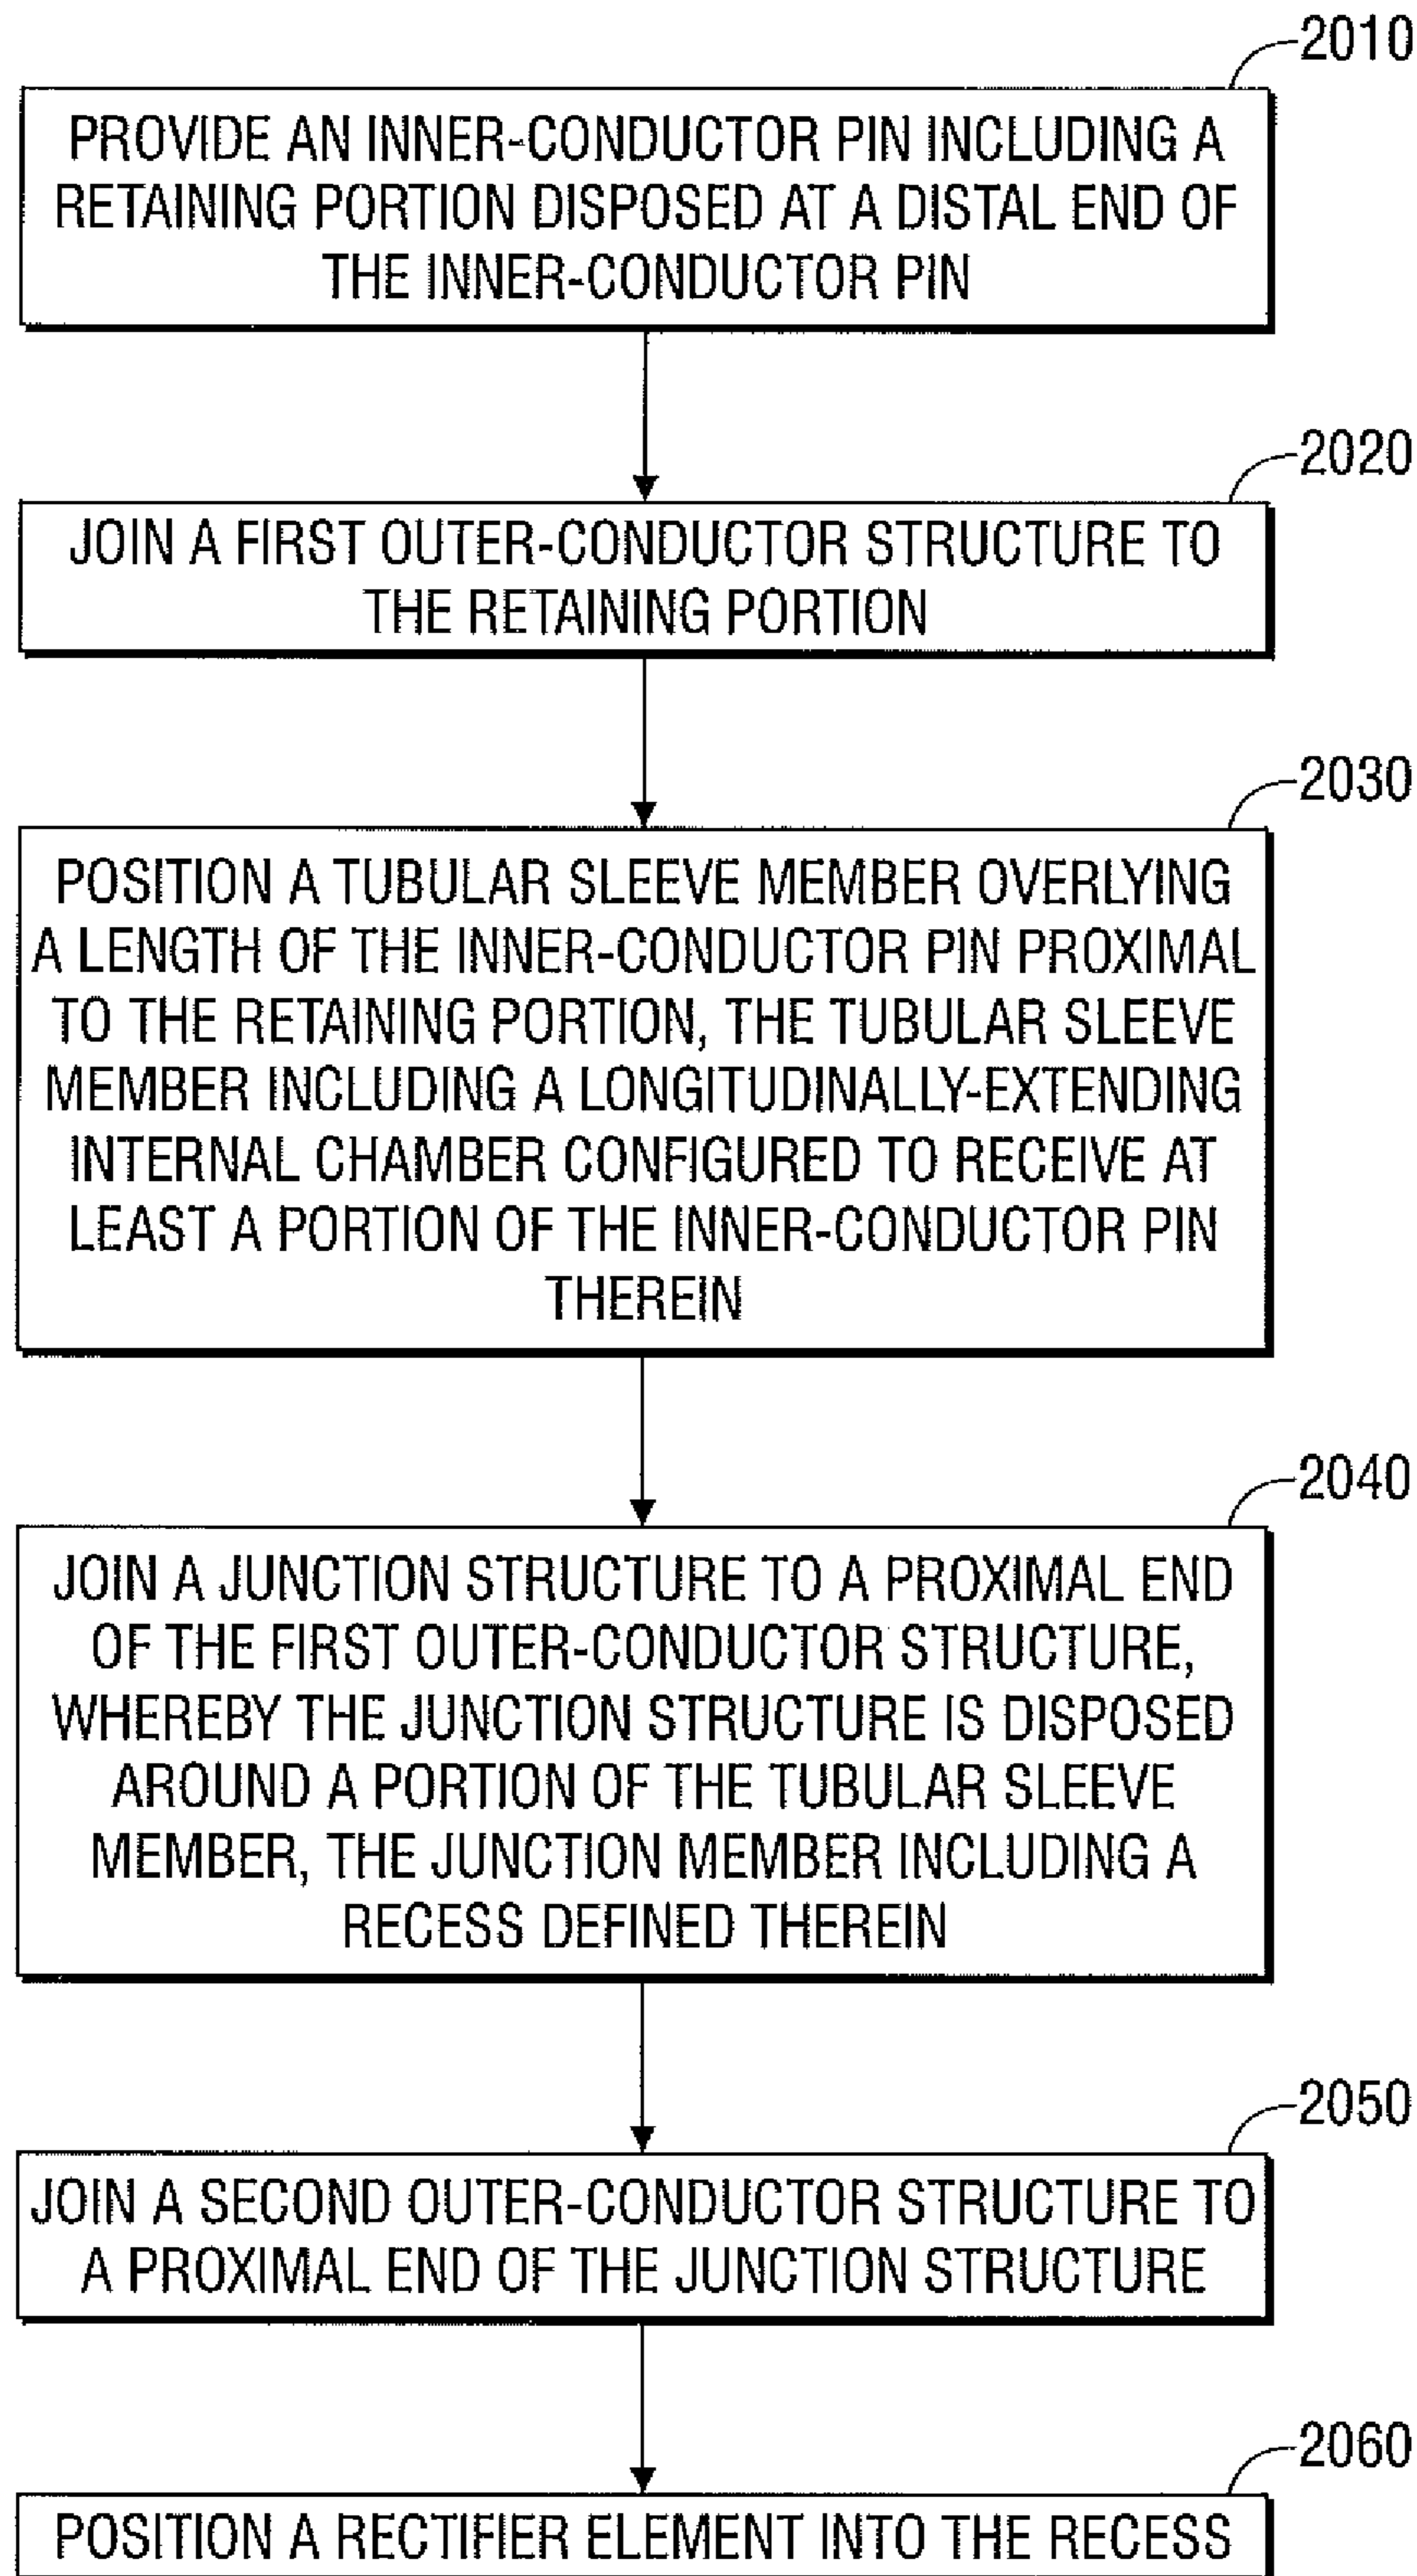 2010
PROVIDE AN INNER-CONDUCTOR PIN INCLUDING A
RETAINING PORTION DISPOSED AT A DISTAL END OF
THE INNER-CONDUCTOR PIN
2020
JOIN A FIRST OUTER-CONDUCTOR STRUCTURE TO
THE RETAINING PORTION
2030
POSITION A TUBULAR SLEEVE MEMBER OVERLYING
A LENGTH OF THE INNER-CONDUCTOR PIN PROXIMAL
TO THE RETAINING PORTION, THE TUBULAR SLEEVE
MEMBER INCLUDING A LONGITUDINALLY-EXTENDING
INTERNAL CHAMBER CONFIGURED TO RECEIVE AT
LEAST A PORTION OF THE INNER-CONDUCTOR PIN
THEREIN
2040
JOIN A JUNCTION STRUCTURE TO A PROXIMAL END
OF THE FIRST OUTER-CONDUCTOR STRUCTURE,
WHEREBY THE JUNCTION STRUCTURE IS DISPOSED
AROUND A PORTION OF THE TUBULAR SLEEVE
MEMBER, THE JUNCTION MEMBER INCLUDING A
RECESS DEFINED THEREIN
2050
JOIN A SECOND OUTER-CONDUCTOR STRUCTURE TO
A PROXIMAL END OF THE JUNCTION STRUCTURE
2060
POSITION A RECTIFIER ELEMENT INTO THE RECESS